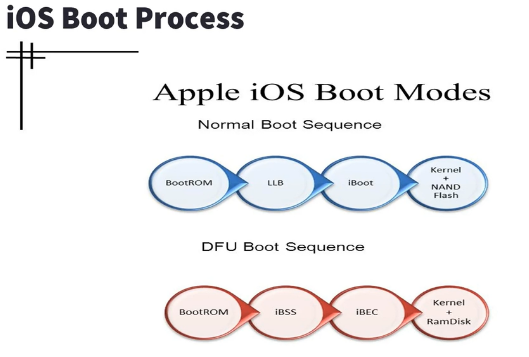 iOS Boot Process
Apple iOS Boot Modes
Normal Boot Sequence
BootROM
LLB
iBoot
Kernel
+
NAND
Flash
DFU Boot Sequence
BootROM
iBSS
iBEC
Kernel
+
RamDisk